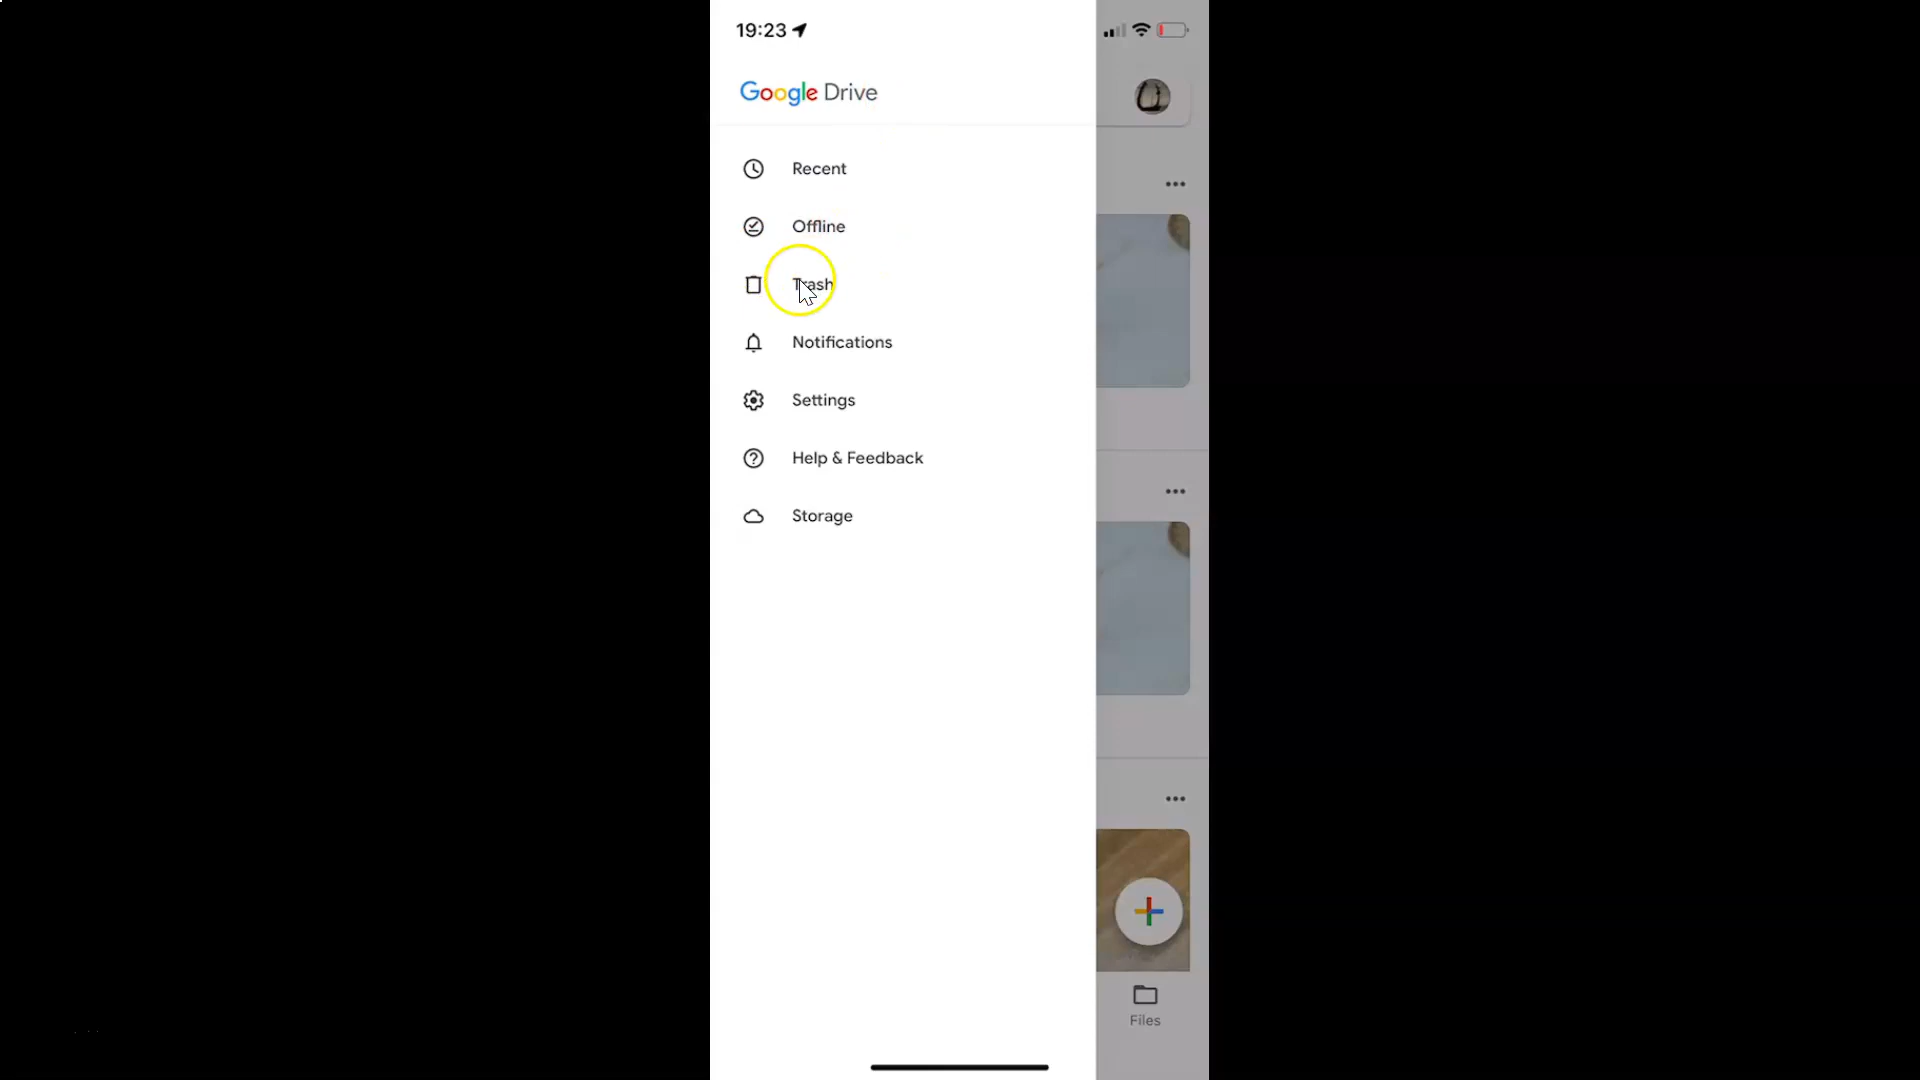 19:23
Google Drive
Recent
Offline
Trash
Notifications
Settings
Help & Feedback
Storage
Files